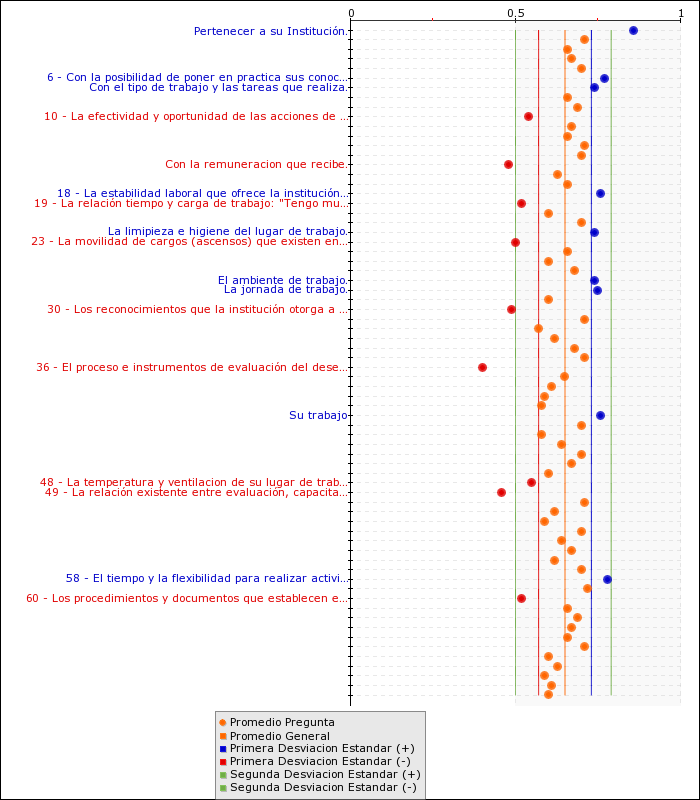 0 0.5 1
Pertenecer a su Institución.
6 - Con la posibilidad de poner en practica sus conoc...
Con el tipo de trabajo y las tareas que realiza.
10 - La efectividad y oportunidad de las acciones de ...
Con la remuneracion que recibe.
18 - La estabilidad laboral que ofrece la institución...
19 - La relación tiempo y carga de trabajo: "Tengo mu...
La limipieza e higiene del lugar de trabajo.
23 - La movilidad de cargos (ascensos) que existen en...
El ambiente de trabajo.
La jornada de trabajo.
30 - Los reconocimientos que la institución otorga a ...
36 - El proceso e instrumentos de evaluación del dese...
Su trabajo
48 - La temperatura y ventilacion de su lugar de trab...
49 - La relación existente entre evaluación, capacita...
58 - El tiempo y la flexibilidad para realizar activi...
60 - Los procedimientos y documentos que establecen e...
Promedio Pregunta
Promedio General
Primera Desviacion Estandar (+)
Primera Desviacion Estandar (-)
Segunda Desviacion Estandar (+)
Segunda Desviacion Estandar (-)